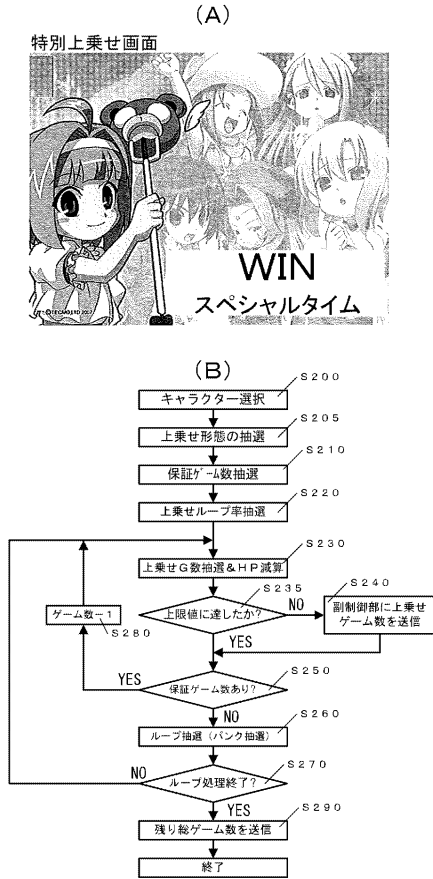 (A)
特別上乗せ画面
WIN
スペシャルタイム
(B)
S200
キャラクター選択
S205
上乗せ形態の抽選
S210
保証ゲーム数抽選
S220
上乗せループ率抽選
S230
上乗せG数抽選&HP減算
S235
上限値に達したか?
NO
S240
副制御部に上乗せ
ゲーム数を送信
YES
ゲーム数-1
S280
S250
保証ゲーム数あり?
YES
NO
S260
ループ抽選(バンク抽選)
S270
ループ処理終了?
NO
YES
S290
残り総ゲーム数を送信
終了